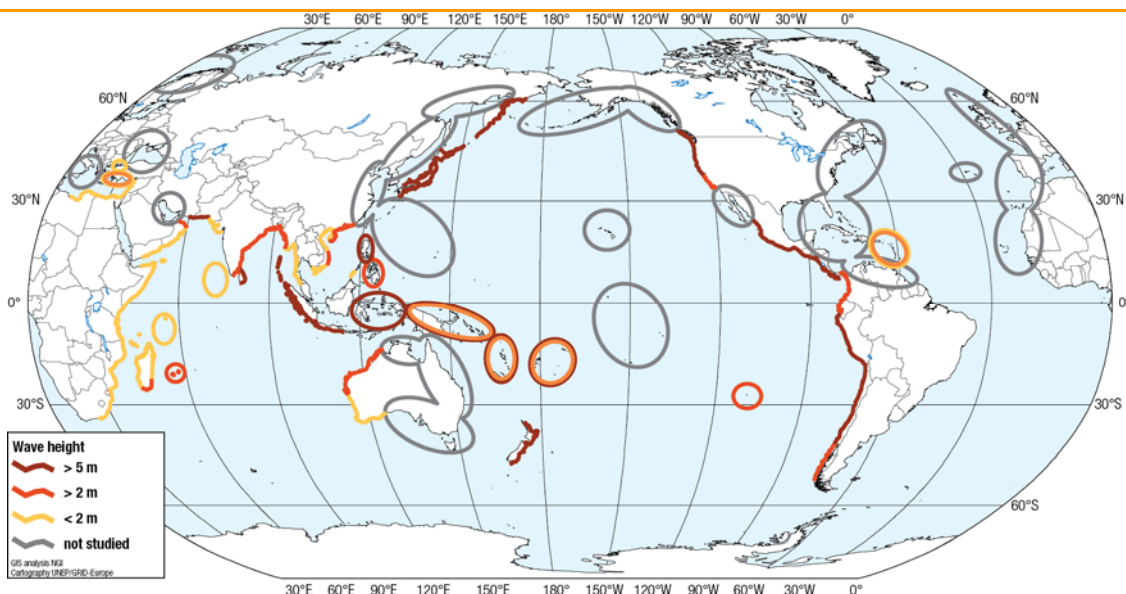 30°E 60°E 90°E 120°E 150°E 180° 150°W 120°W 90°W 60°W 30°W 0°
60°N 60°N
30°N 30°N
0° 0°
30°S 30°S
60°S
Wave height
> 5 m
> 2 m
< 2 m
not studied
GIS analysis NGI
Cartography UNEP/GRID-Europe
30°E 60°E 90°E 120°E 150°E 180° 150°W 120°W 90°W 60°W 30°W 0°